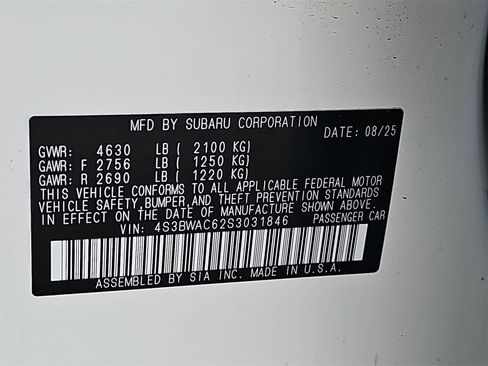 MFD BY SUBARU CORPORATION
DATE: 08/25
GVWR: 4630 LB ( 2100 KG)
GAWR: F 2756 LB ( 1250 KG)
GAWR: R 2690 LB ( 1220 KG)
THIS VEHICLE CONFORMS TO ALL APPLICABLE FEDERAL MOTOR
VEHICLE SAFETY, BUMPER, AND THEFT PREVENTION STANDARDS
IN EFFECT ON THE DATE OF MANUFACTURE SHOWN ABOVE.
VIN: 4S3BWAC62S3031846 PASSENGER CAR
ASSEMBLED BY SIA INC. MADE IN U.S.A.